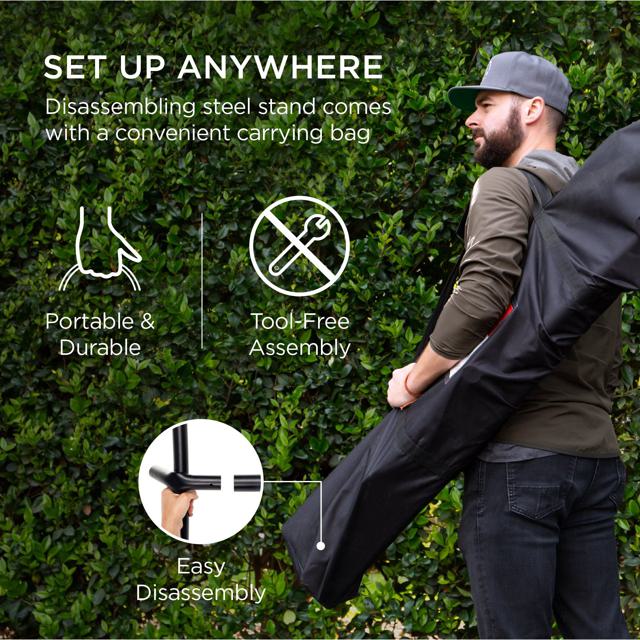 SET UP ANYWHERE
Disassembling steel stand comes
with a convenient carrying bag
Portable &
Durable
Tool-Free
Assembly
Easy
Disassembly